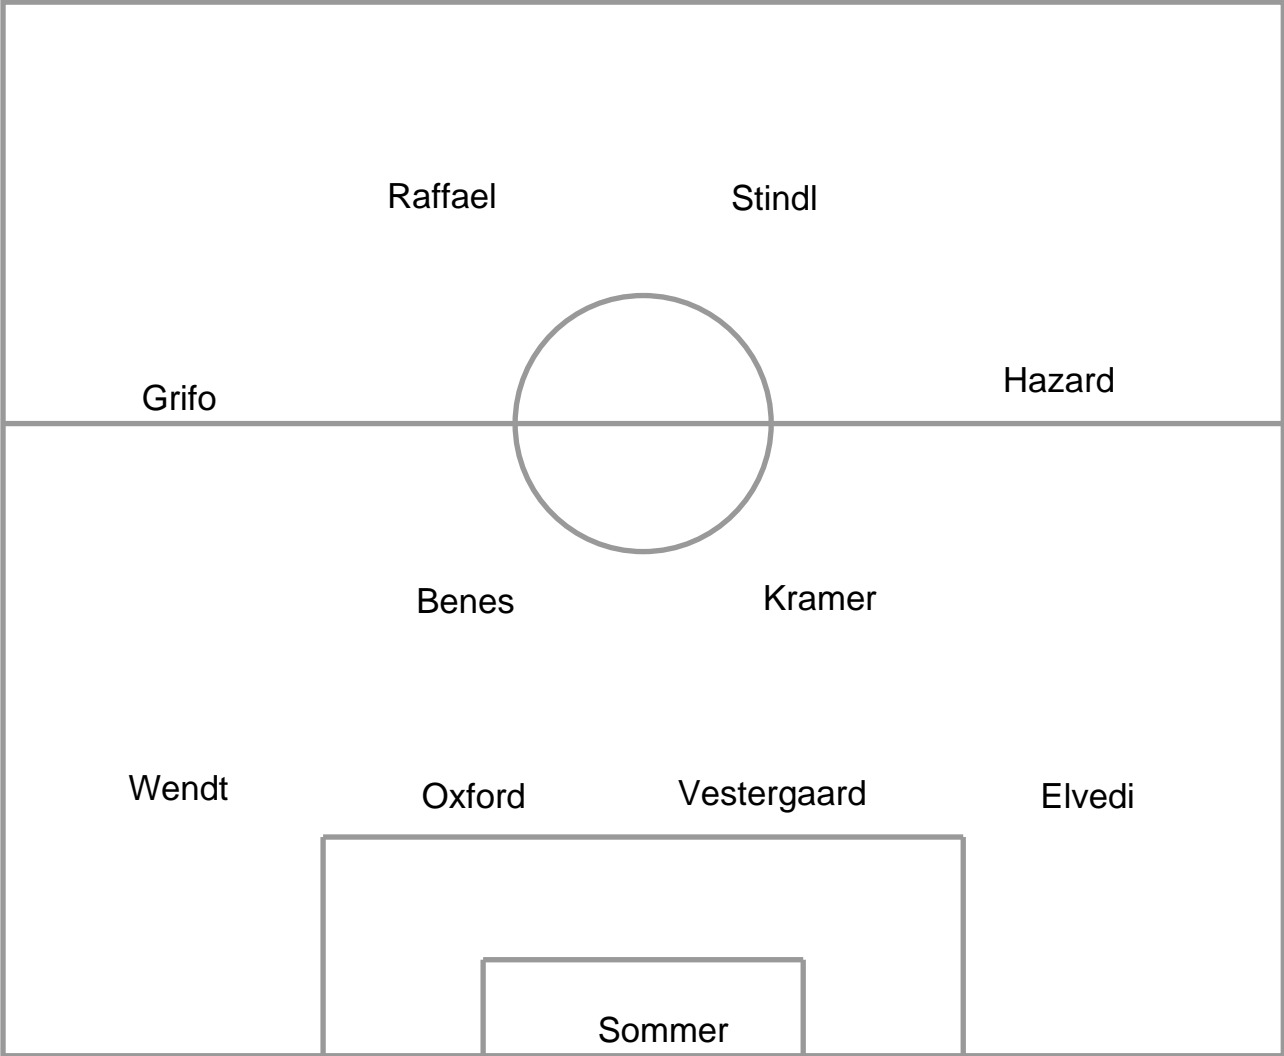 Raffael
Stindl
Grifo
Hazard
Benes
Kramer
Wendt
Oxford
Vestergaard
Elvedi
Sommer